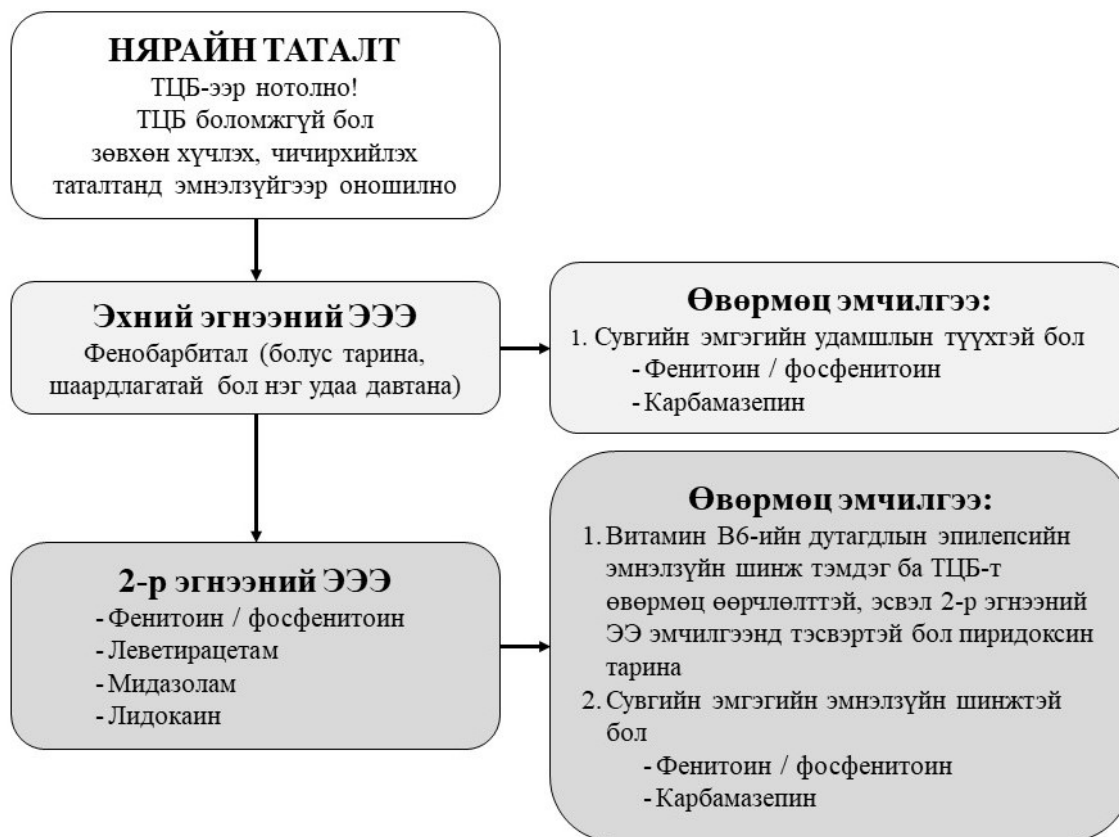 НЯРАЙН ТАТАЛТ
ТЦБ-ээр нотолно!
ТЦБ боломжгүй бол
зөвхөн хүчлэх, чичирхийлэх
таталтанд эмнэлзүйгээр оношилно
Эхний эгнээний ЭЭЭ
Фенобарбитал (болус тарина,
шаардлагатай бол нэг удаа давтана)
Өвөрмөц эмчилгээ:
1. Сувгийн эмгэгийн удамшлын түүхтэй бол
- Фенитоин / фосфенитоин
- Карбамазепин
2-р эгнээний ЭЭЭ
- Фенитоин / фосфенитоин
- Леветирацетам
- Мидазолам
- Лидокаин
Өвөрмөц эмчилгээ:
1. Витамин В6-ийн дутагдлын эпилепсийн
эмнэлзүйн шинж тэмдэг ба ТЦБ-т
өвөрмөц өөрчлөлттэй, эсвэл 2-р эгнээний
ЭЭ эмчилгээнд тэсвэртэй бол пиридоксин
тарина
2. Сувгийн эмгэгийн эмнэлзүйн шинжтэй
бол
- Фенитоин / фосфенитоин
- Карбамазепин